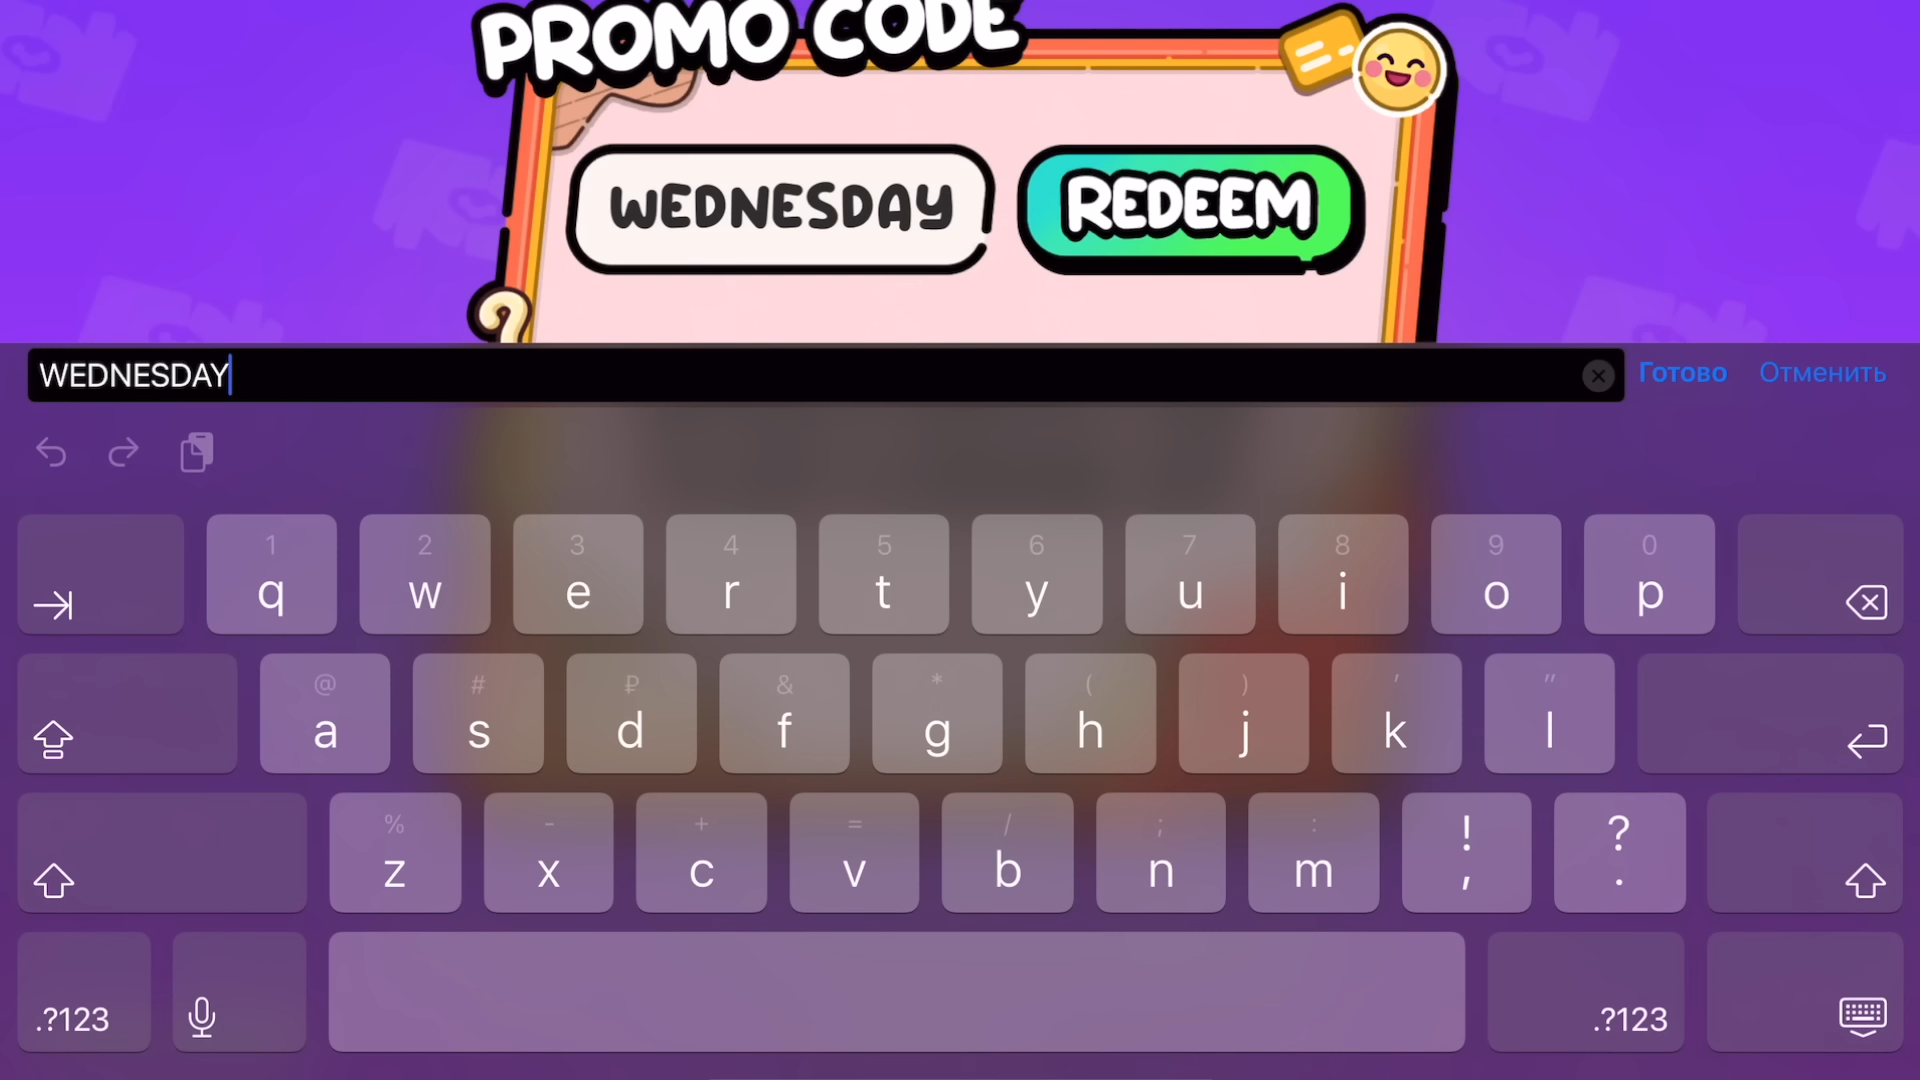 PROMO CODE
WEDNESDAY
REDEEM
WEDNESDAY
Готово
Отменить
1 2 3 4 5 6 7 8 9 0
q w e r t y u i o p
@ # ₽ & * ( ) ' "
a s d f g h j k l
% - + = / ; : ! ?
z x c v b n m , .
.?123
.?123